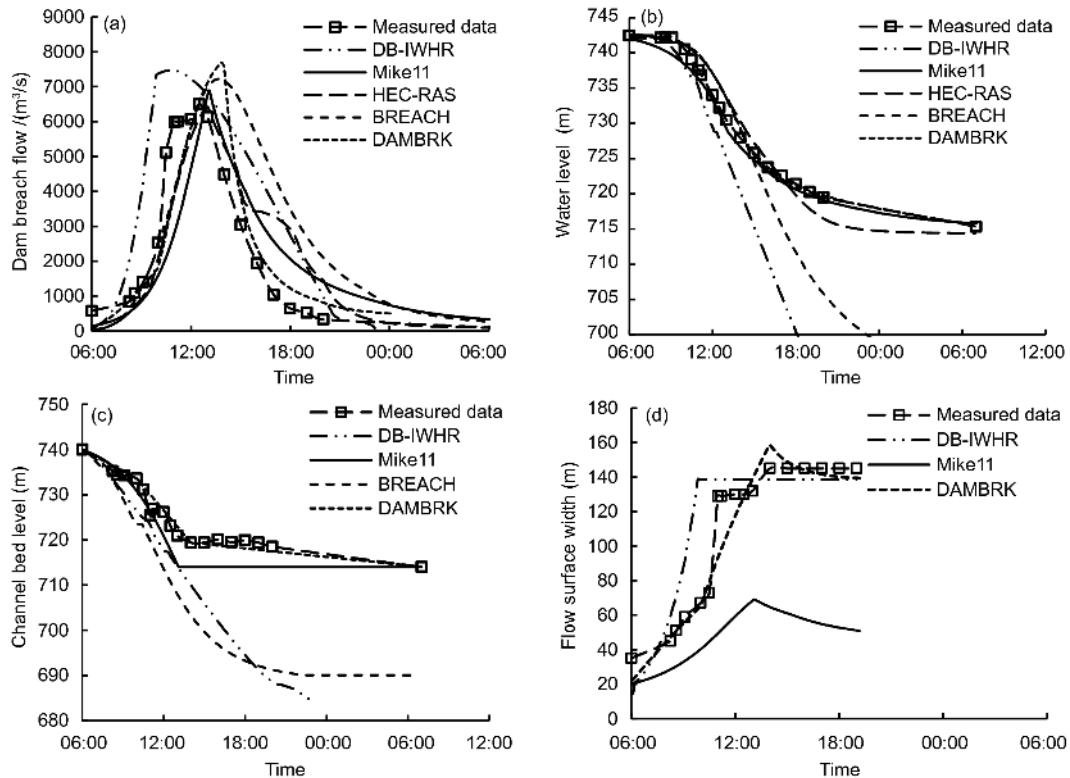 (a)
Dam breach flow /(m³/s)
9000
8000
7000
6000
5000
4000
3000
2000
1000
0
06:00 12:00 18:00 00:00 06:00
Time
Measured data
DB-IWHR
Mike11
HEC-RAS
BREACH
DAMBRK
(b)
Water level (m)
745
740
735
730
725
720
715
710
705
700
06:00 12:00 18:00 00:00 06:00 12:00
Time
Measured data
DB-IWHR
Mike11
HEC-RAS
BREACH
DAMBRK
(c)
Channel bed level (m)
750
740
730
720
710
700
690
680
06:00 12:00 18:00 00:00 06:00 12:00
Time
Measured data
DB-IWHR
Mike11
BREACH
DAMBRK
(d)
Flow surface width (m)
180
160
140
120
100
80
60
40
20
0
06:00 12:00 18:00 00:00 06:00
Time
Measured data
DB-IWHR
Mike11
DAMBRK